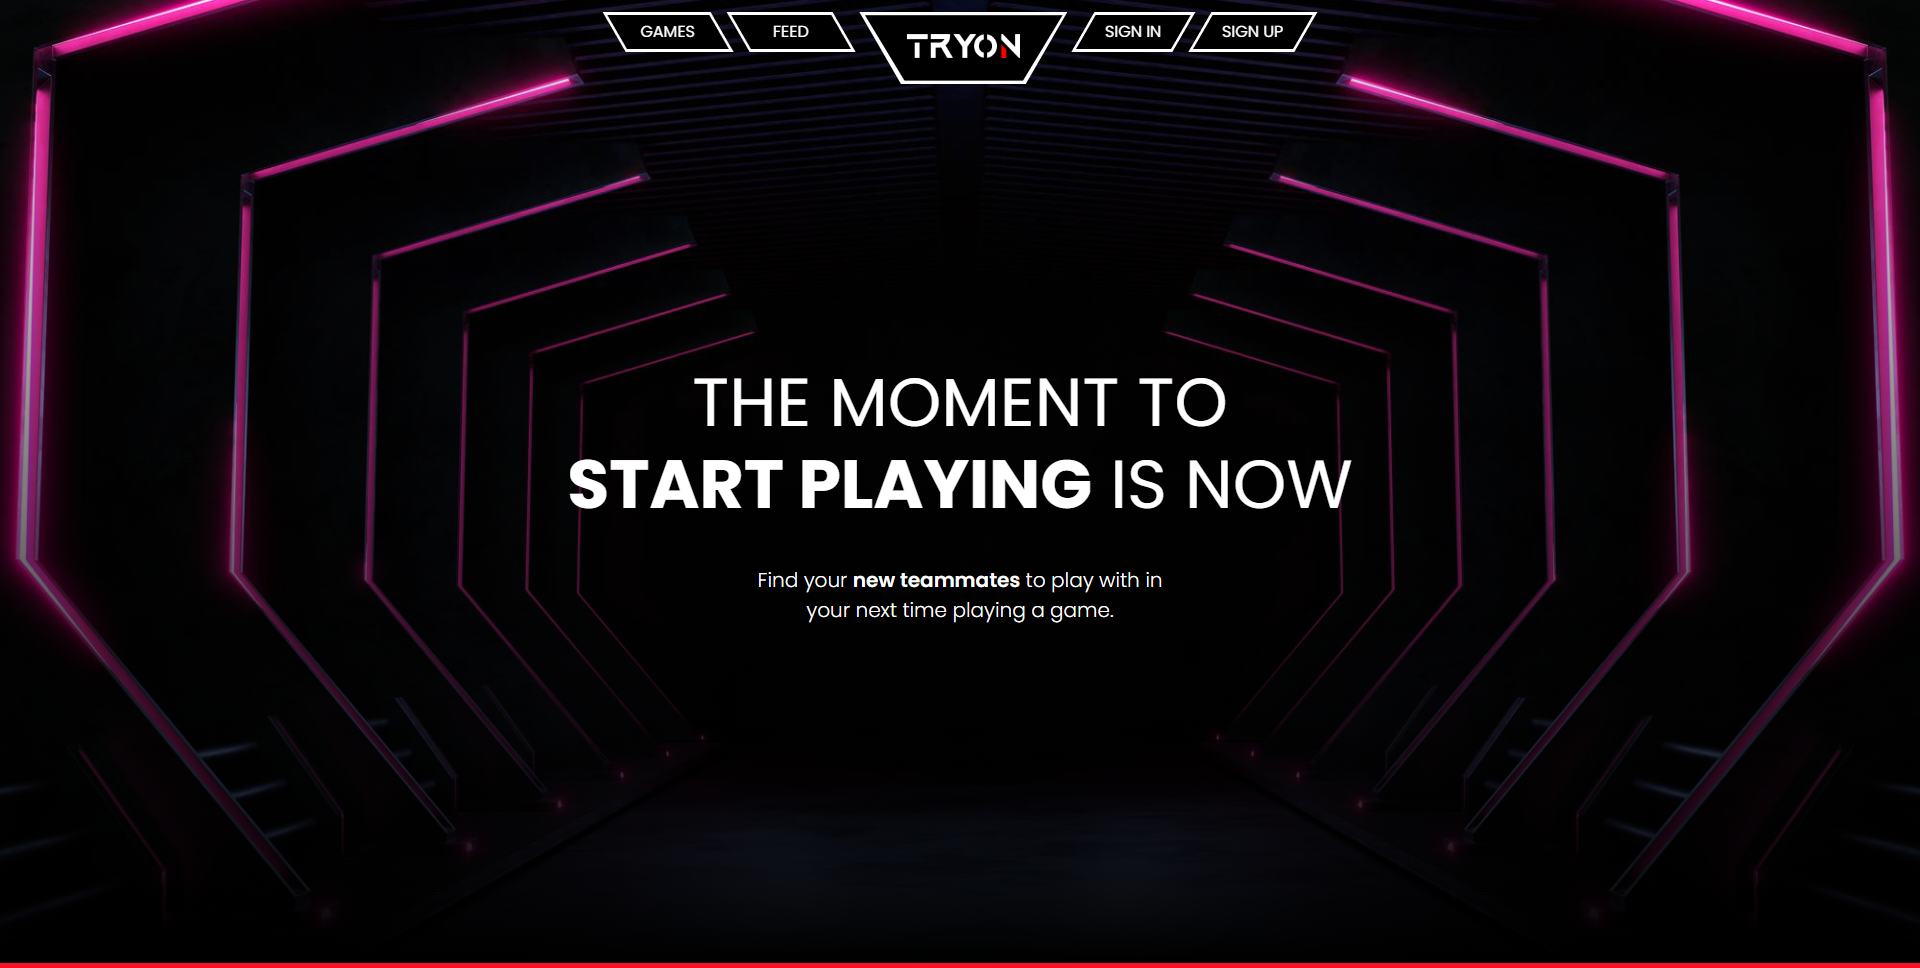 GAMES
FEED
TRYON
SIGN IN
SIGN UP
THE MOMENT TO
START PLAYING IS NOW
Find your new teammates to play with in
your next time playing a game.